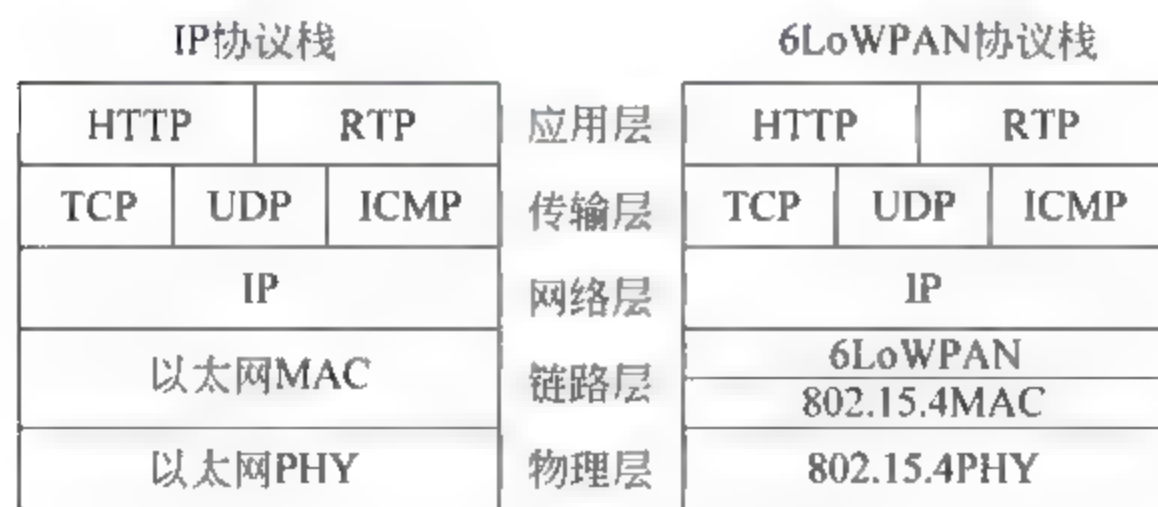 IP协议栈 6LoWPAN协议栈
HTTP RTP 应用层 HTTP RTP
TCP UDP ICMP 传输层 TCP UDP ICMP
IP 网络层 IP
以太网MAC 链路层 6LoWPAN
802.15.4MAC
以太网PHY 物理层 802.15.4PHY